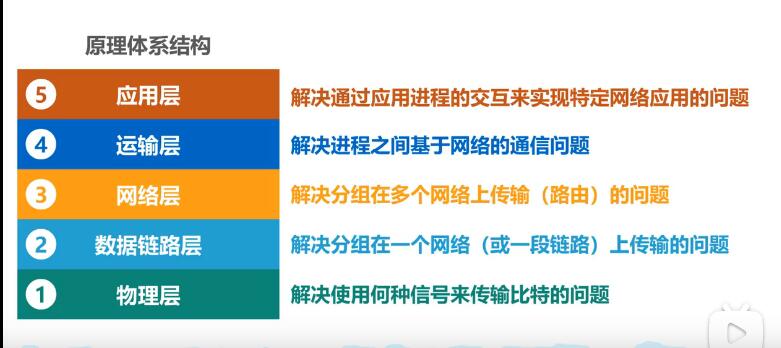 原理体系结构
5 应用层 解决通过应用进程的交互来实现特定网络应用的问题
4 运输层 解决进程之间基于网络的通信问题
3 网络层 解决分组在多个网络上传输（路由）的问题
2 数据链路层 解决分组在一个网络（或一段链路）上传输的问题
1 物理层 解决使用何种信号来传输比特的问题